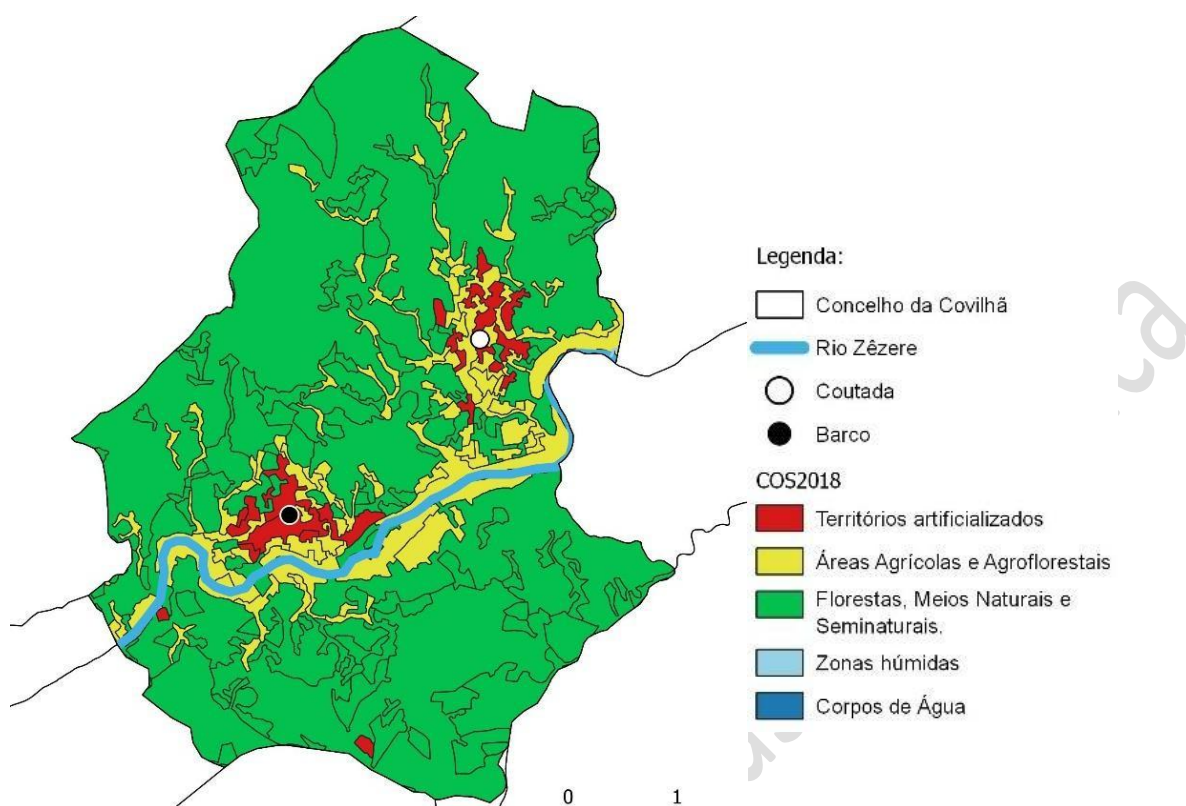 Legenda:
Concelho da Covilhã
Rio Zêzere
Coutada
Barco
COS2018
Territórios artificializados
Áreas Agrícolas e Agroflorestais
Florestas, Meios Naturais e
Seminaturais.
Zonas húmidas
Corpos de Água
0 1